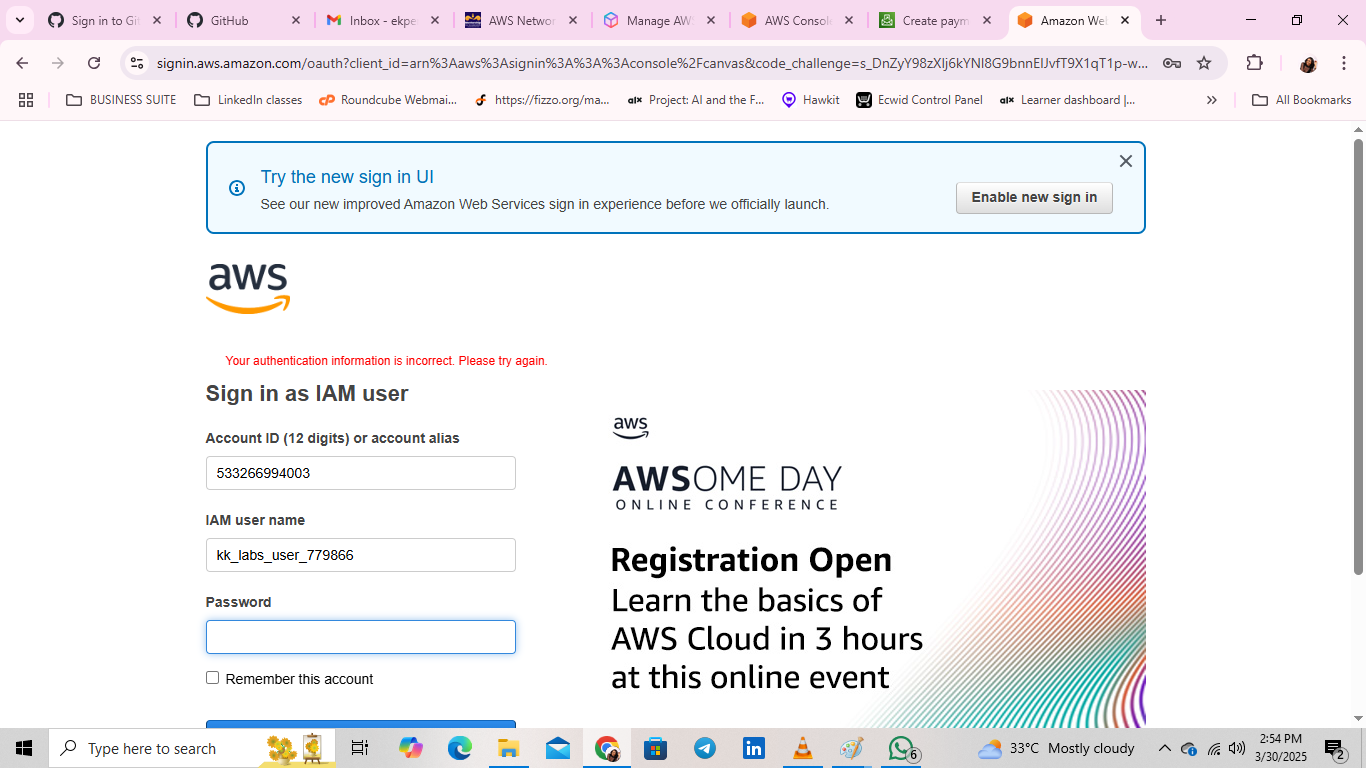 Sign in to Git
GitHub
Inbox - ekpe
AWS Networ
Manage AW
AWS Consol
Create paym
Amazon Web
signin.aws.amazon.com/oauth?client_id=arn%3Aaws%3Asignin%3A%3A%3Aconsole%2Fcanvas&code_challenge=s_DnZyY98zXIj6kYNl8G9bnnEIJvfT9X1qT1p-w...
BUSINESS SUITE
LinkedIn classes
Roundcube Webmai...
https://fizzo.org/ma...
alx Project: AI and the F...
Hawkit
Ecwid Control Panel
alx Learner dashboard |...
All Bookmarks
Try the new sign in UI
See our new improved Amazon Web Services sign in experience before we officially launch.
Enable new sign in
aws
Your authentication information is incorrect. Please try again.
Sign in as IAM user
Account ID (12 digits) or account alias
533266994003
IAM user name
kk_labs_user_779866
Password
Remember this account
aws
AWSOME DAY
ONLINE CONFERENCE
Registration Open
Learn the basics of
AWS Cloud in 3 hours
at this online event
Type here to search
6
33°C Mostly cloudy
2:54 PM
3/30/2025
2